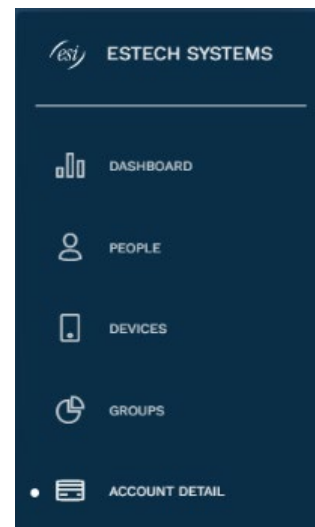 esi ESTECH SYSTEMS
DASHBOARD
PEOPLE
DEVICES
GROUPS
ACCOUNT DETAIL